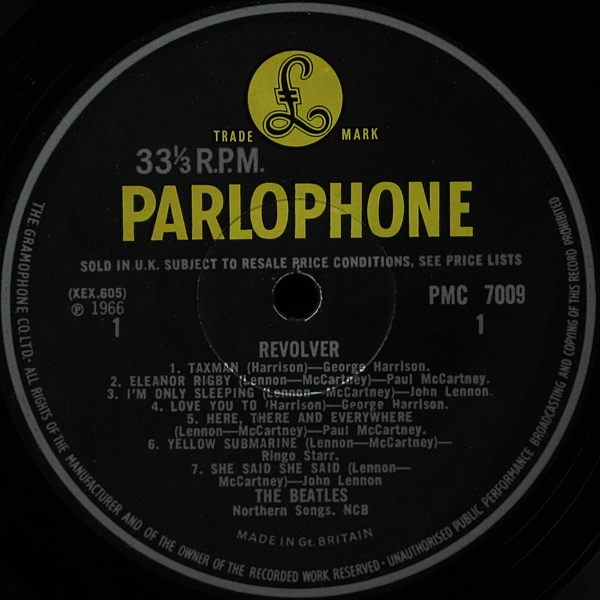 TRADE MARK
33⅓ R.P.M.
PARLOPHONE
SOLD IN U.K. SUBJECT TO RESALE PRICE CONDITIONS, SEE PRICE LISTS
(XEX.605)
℗ 1966
1
PMC 7009
1
REVOLVER
1. TAXMAN (Harrison)—George Harrison.
2. ELEANOR RIGBY (Lennon—McCartney)—Paul McCartney.
3. I'M ONLY SLEEPING (Lennon—McCartney)—John Lennon.
4. LOVE YOU TO (Harrison)—George Harrison.
5. HERE, THERE AND EVERYWHERE
(Lennon—McCartney)—Paul McCartney.
6. YELLOW SUBMARINE (Lennon—McCartney)—
Ringo Starr.
7. SHE SAID SHE SAID (Lennon—
McCartney)—John Lennon
THE BEATLES
Northern Songs. NCB
MADE IN Gt. BRITAIN
THE GRAMOPHONE CO. LTD. · ALL RIGHTS OF THE MANUFACTURER AND OF THE OWNER OF THE RECORDED WORK RESERVED · UNAUTHORISED PUBLIC PERFORMANCE BROADCASTING AND COPYING OF THIS RECORD PROHIBITED